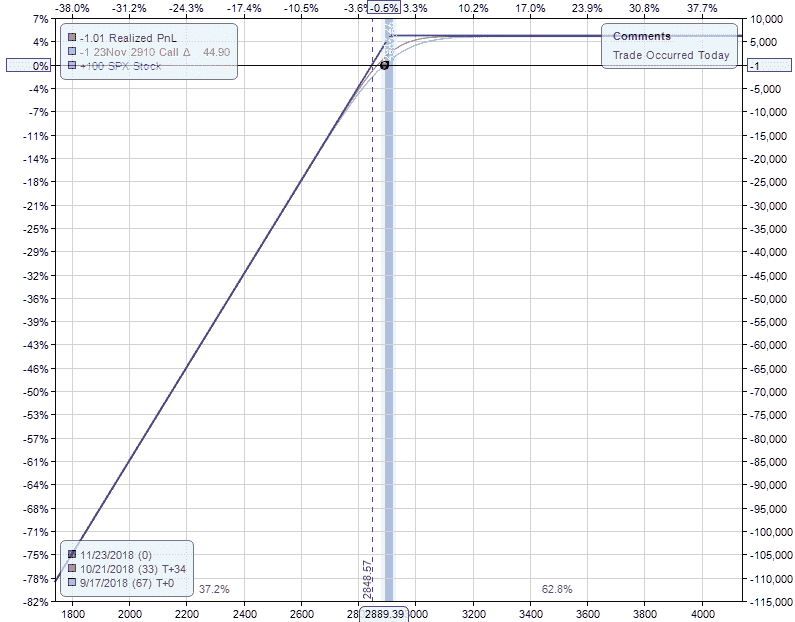 -38.0% -31.2% -24.3% -17.4% -10.5% -3.6% -0.5% 3.3% 10.2% 17.0% 23.9% 30.8% 37.7%
7% 10,000
-1.01 Realized PnL Comments
4% 5,000
-1 23Nov 2910 Call Δ 44.90 Trade Occurred Today
0% +100 SPX Stock -1
-4% -5,000
-7% -10,000
-11% -15,000
-14% -20,000
-18% -25,000
-21% -30,000
-25% -35,000
-29% -40,000
-32% -45,000
-36% -50,000
-39% -55,000
-43% -60,000
-46% -65,000
-50% -70,000
-53% -75,000
-57% -80,000
-61% -85,000
-64% -90,000
-68% -95,000
-71% -100,000
-75% 11/23/2018 (0) -105,000
10/21/2018 (33) T+34
-78% 9/17/2018 (67) T+0 37.2% 2848.57 62.8% -110,000
-82% -115,000
1800 2000 2200 2400 2600 2889.39 3000 3200 3400 3600 3800 4000